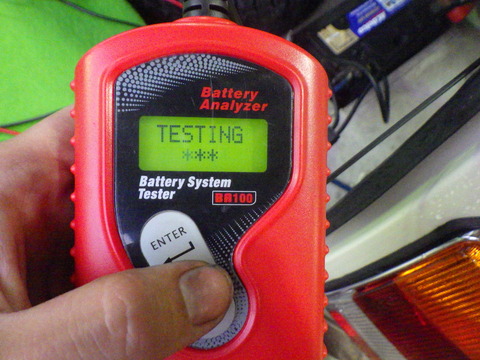 Battery
Analyzer
TESTING
***
Battery System
Tester
BA100
ENTER